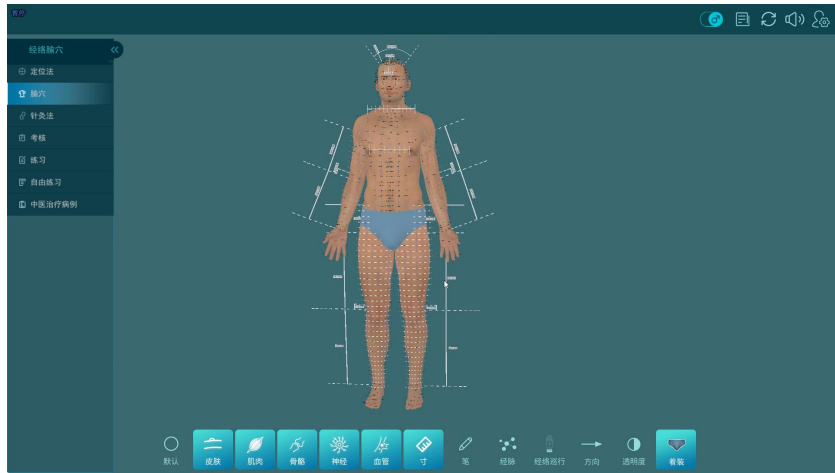 经络腧穴
定位法
腧穴
针灸法
考核
练习
自由练习
中医治疗病例
默认
皮肤
肌肉
骨骼
神经
血管
寸
笔
经脉
经络巡行
方向
透明度
着装